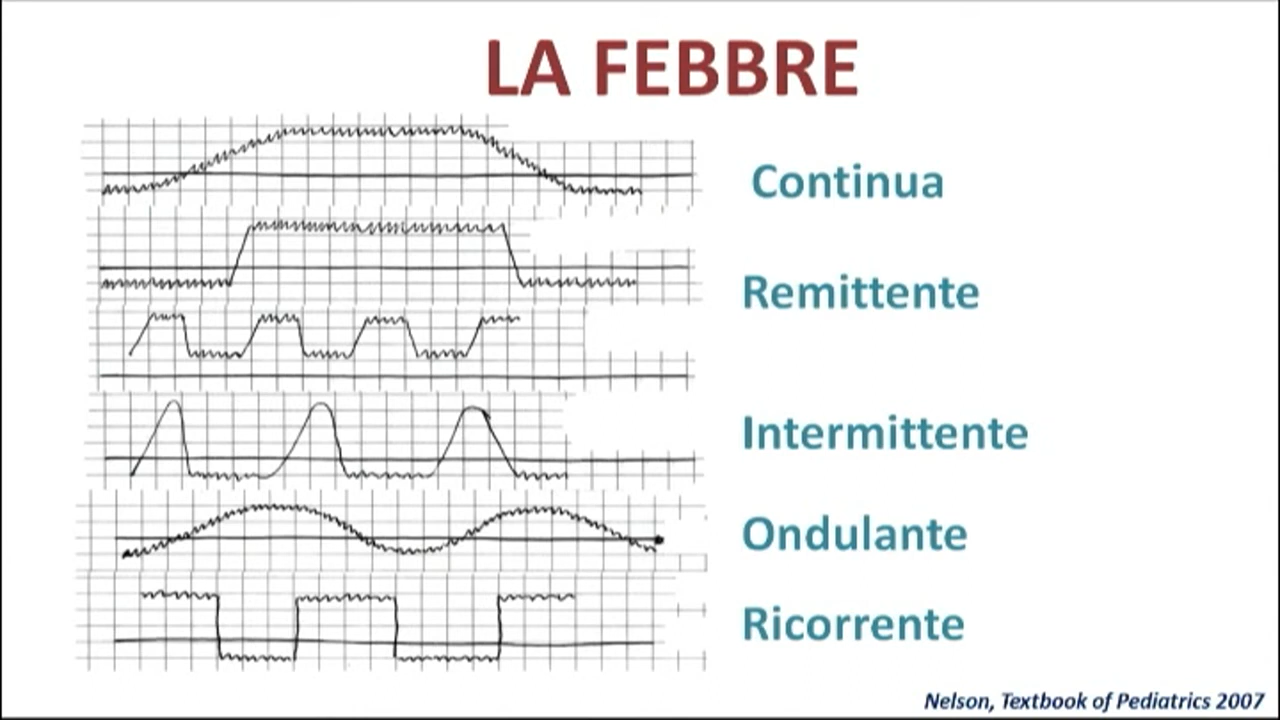 LA FEBBRE
Continua
Remittente
Intermittente
Ondulante
Ricorrente
Nelson, Textbook of Pediatrics 2007